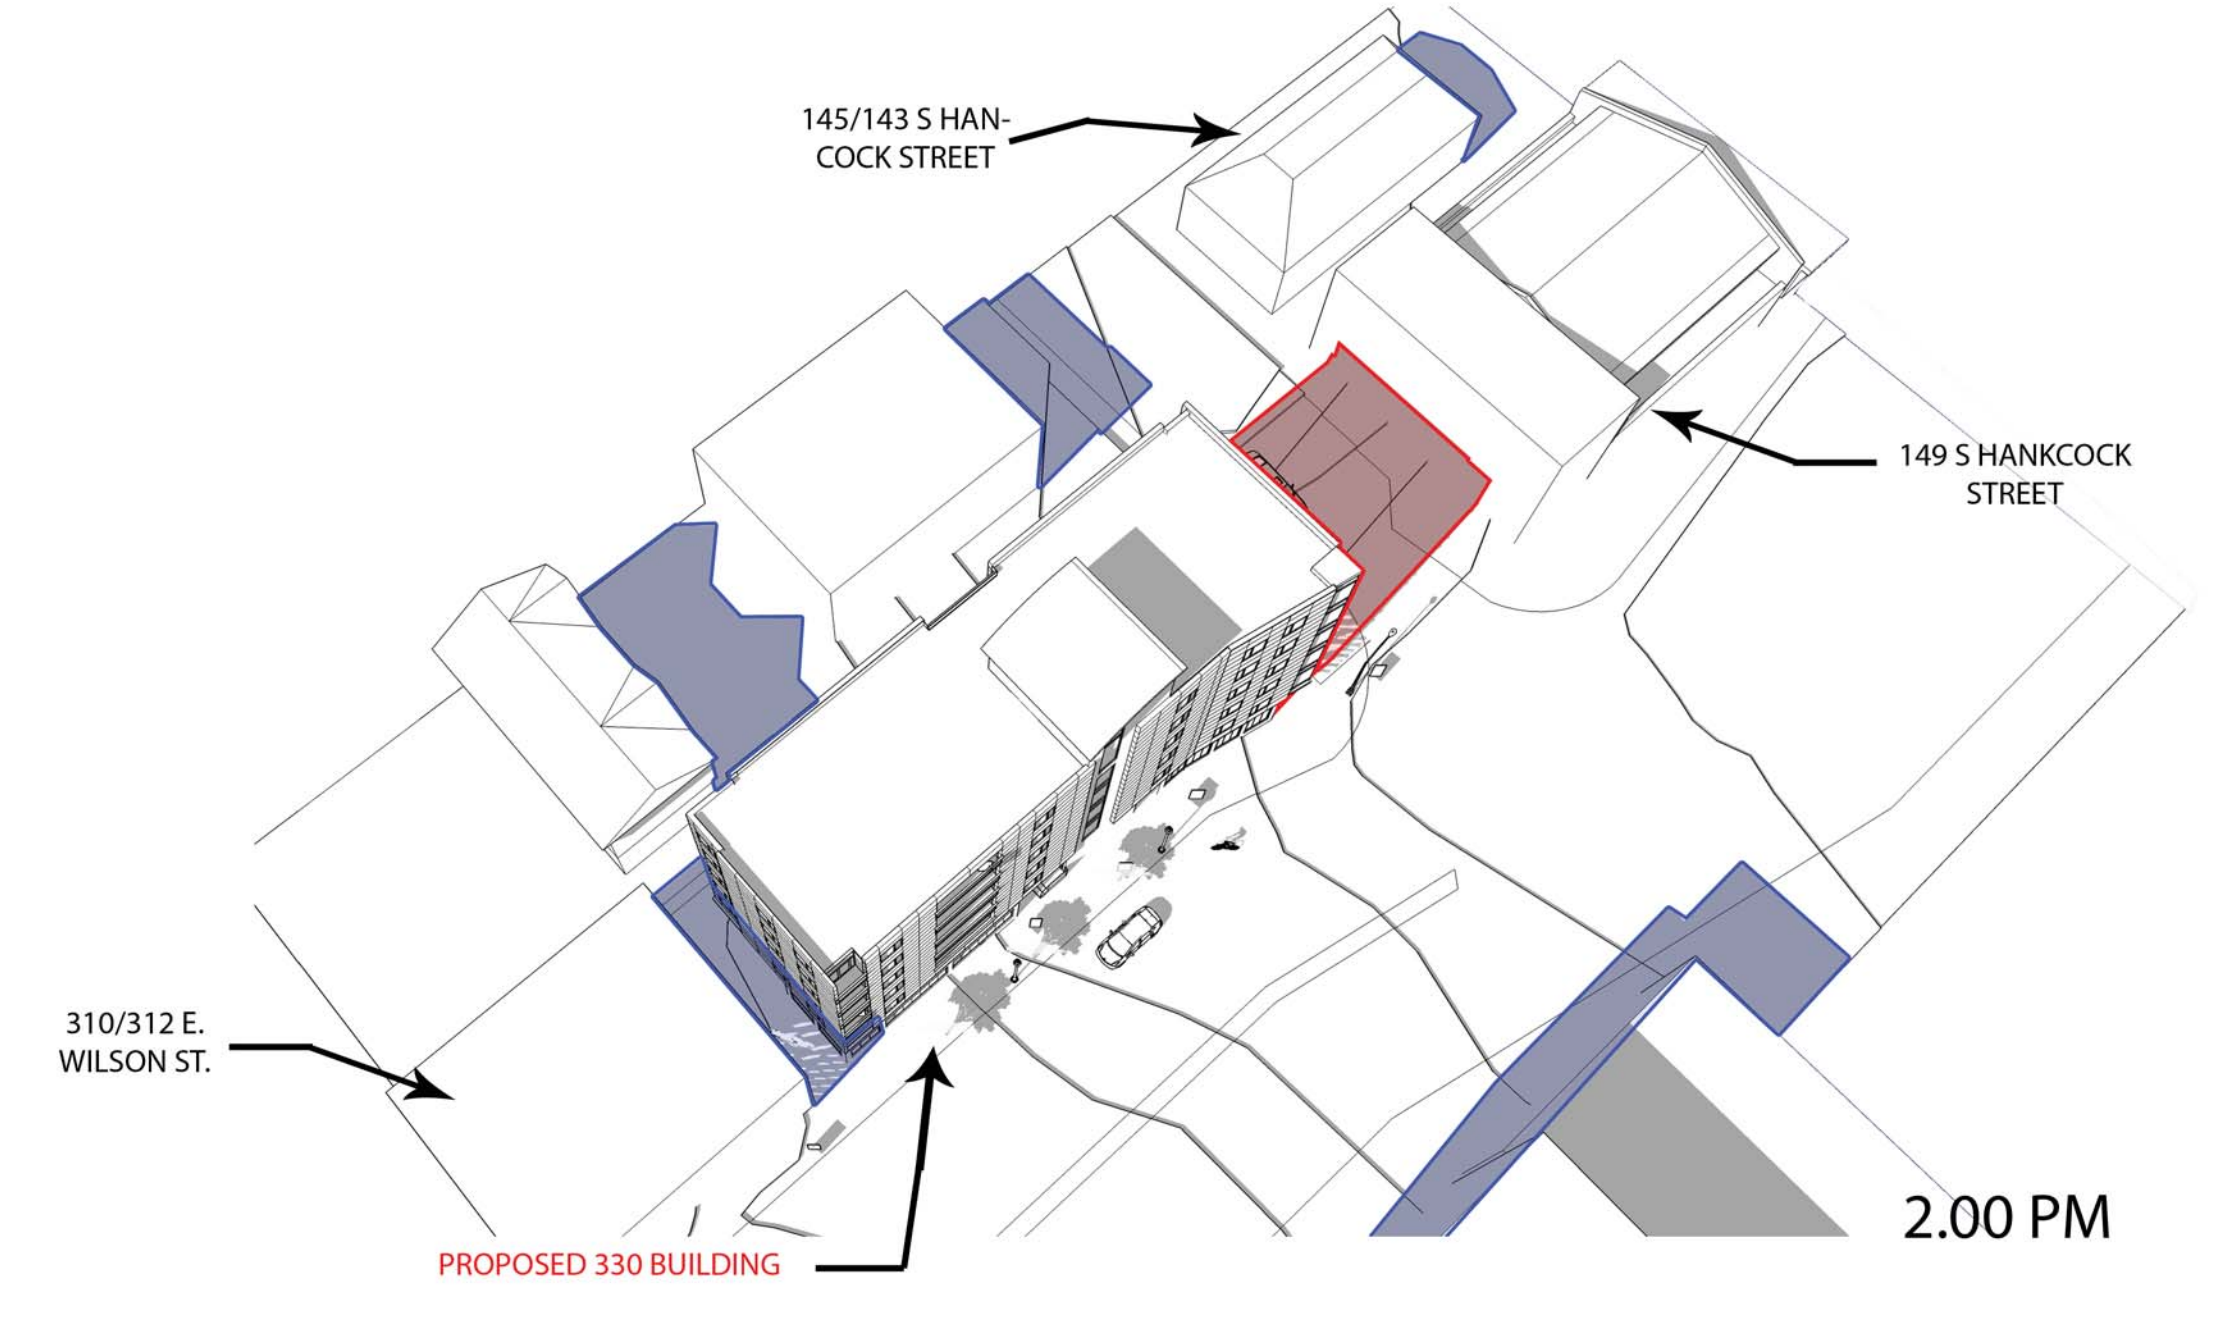 145/143 S HAN-
COCK STREET
149 S HANKCOCK
STREET
310/312 E.
WILSON ST.
2.00 PM
PROPOSED 330 BUILDING